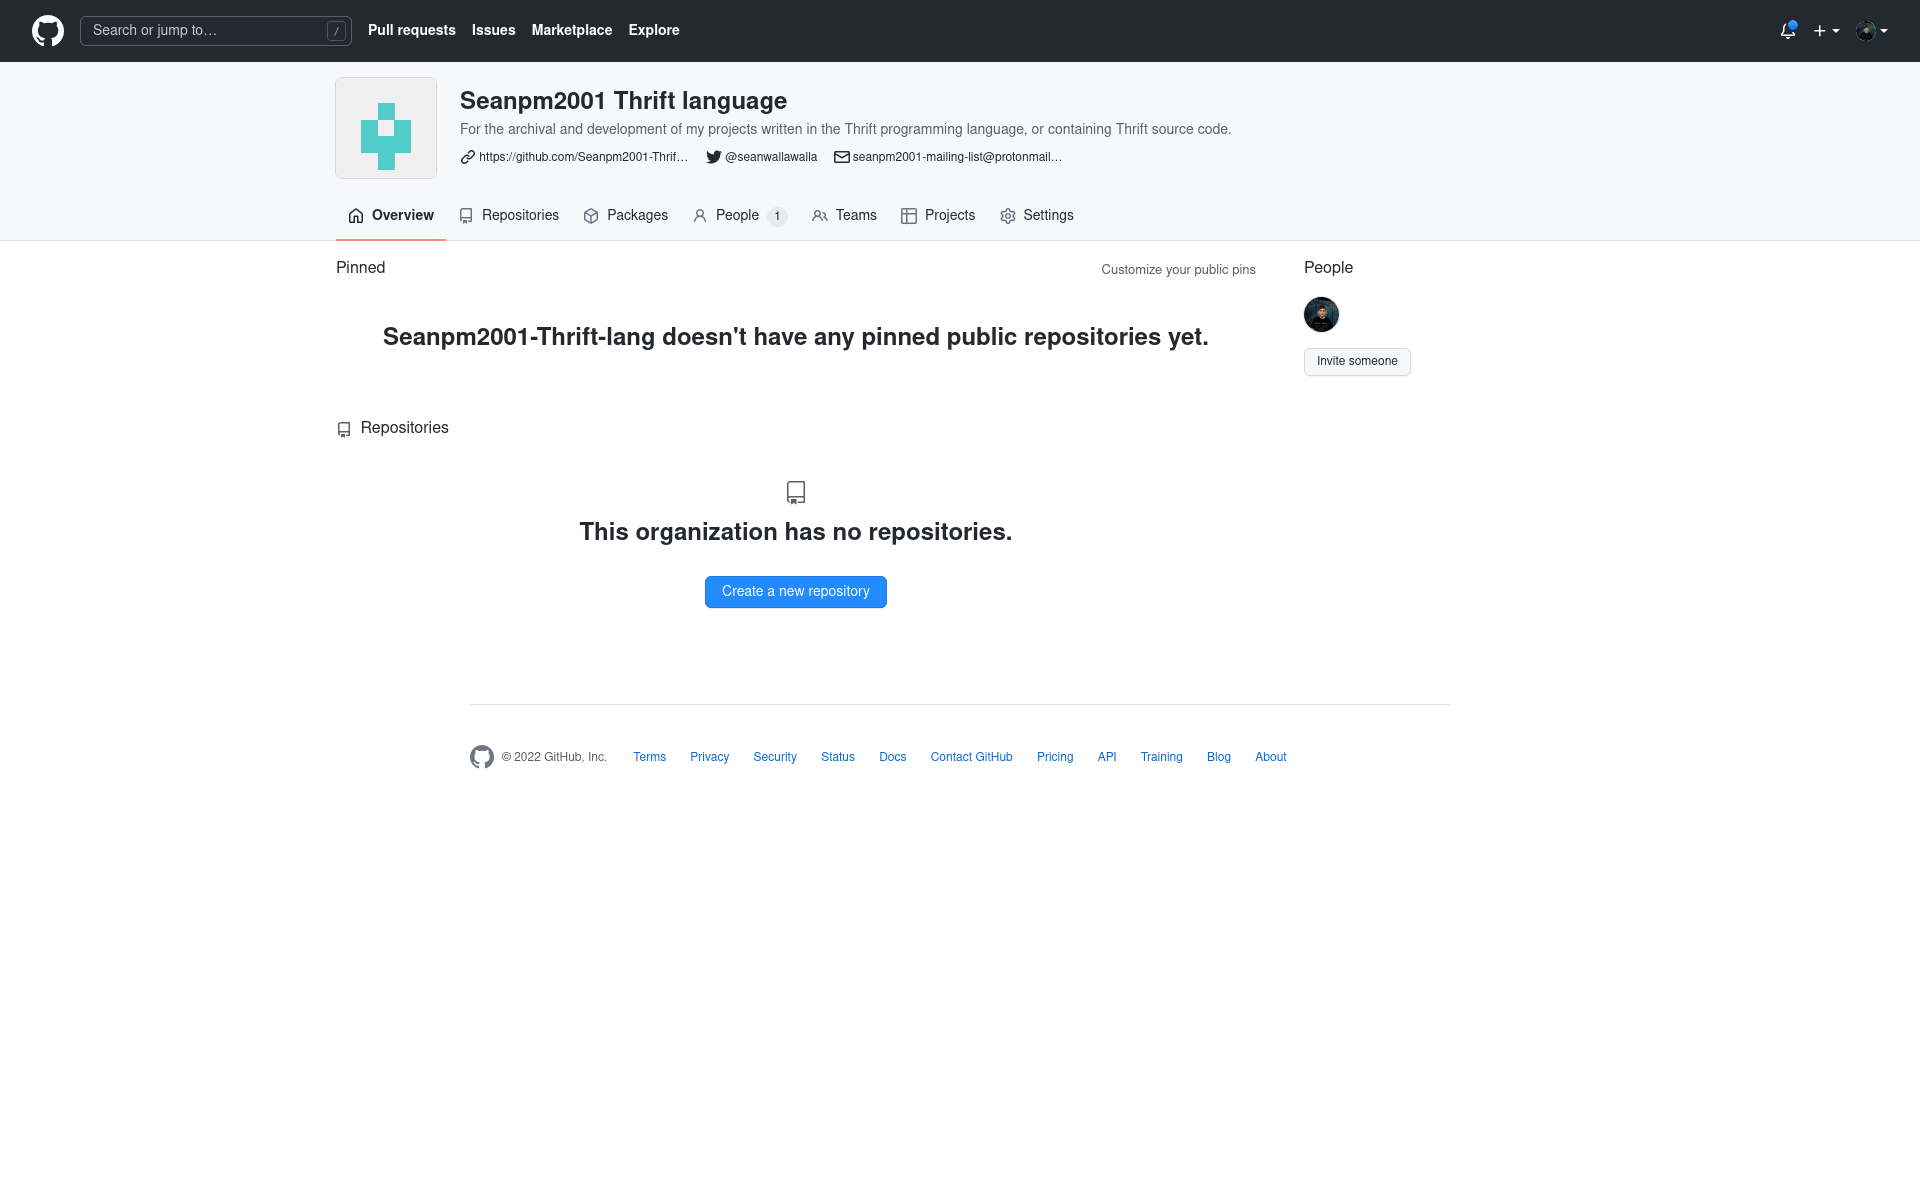 Search or jump to… /
Pull requests Issues Marketplace Explore
Seanpm2001 Thrift language
For the archival and development of my projects written in the Thrift programming language, or containing Thrift source code.
https://github.com/Seanpm2001-Thrif… @seanwallawalla seanpm2001-mailing-list@protonmail…
Overview Repositories Packages People 1 Teams Projects Settings
Pinned
Customize your public pins
People
Seanpm2001-Thrift-lang doesn't have any pinned public repositories yet.
Invite someone
Repositories
This organization has no repositories.
Create a new repository
© 2022 GitHub, Inc. Terms Privacy Security Status Docs Contact GitHub Pricing API Training Blog About